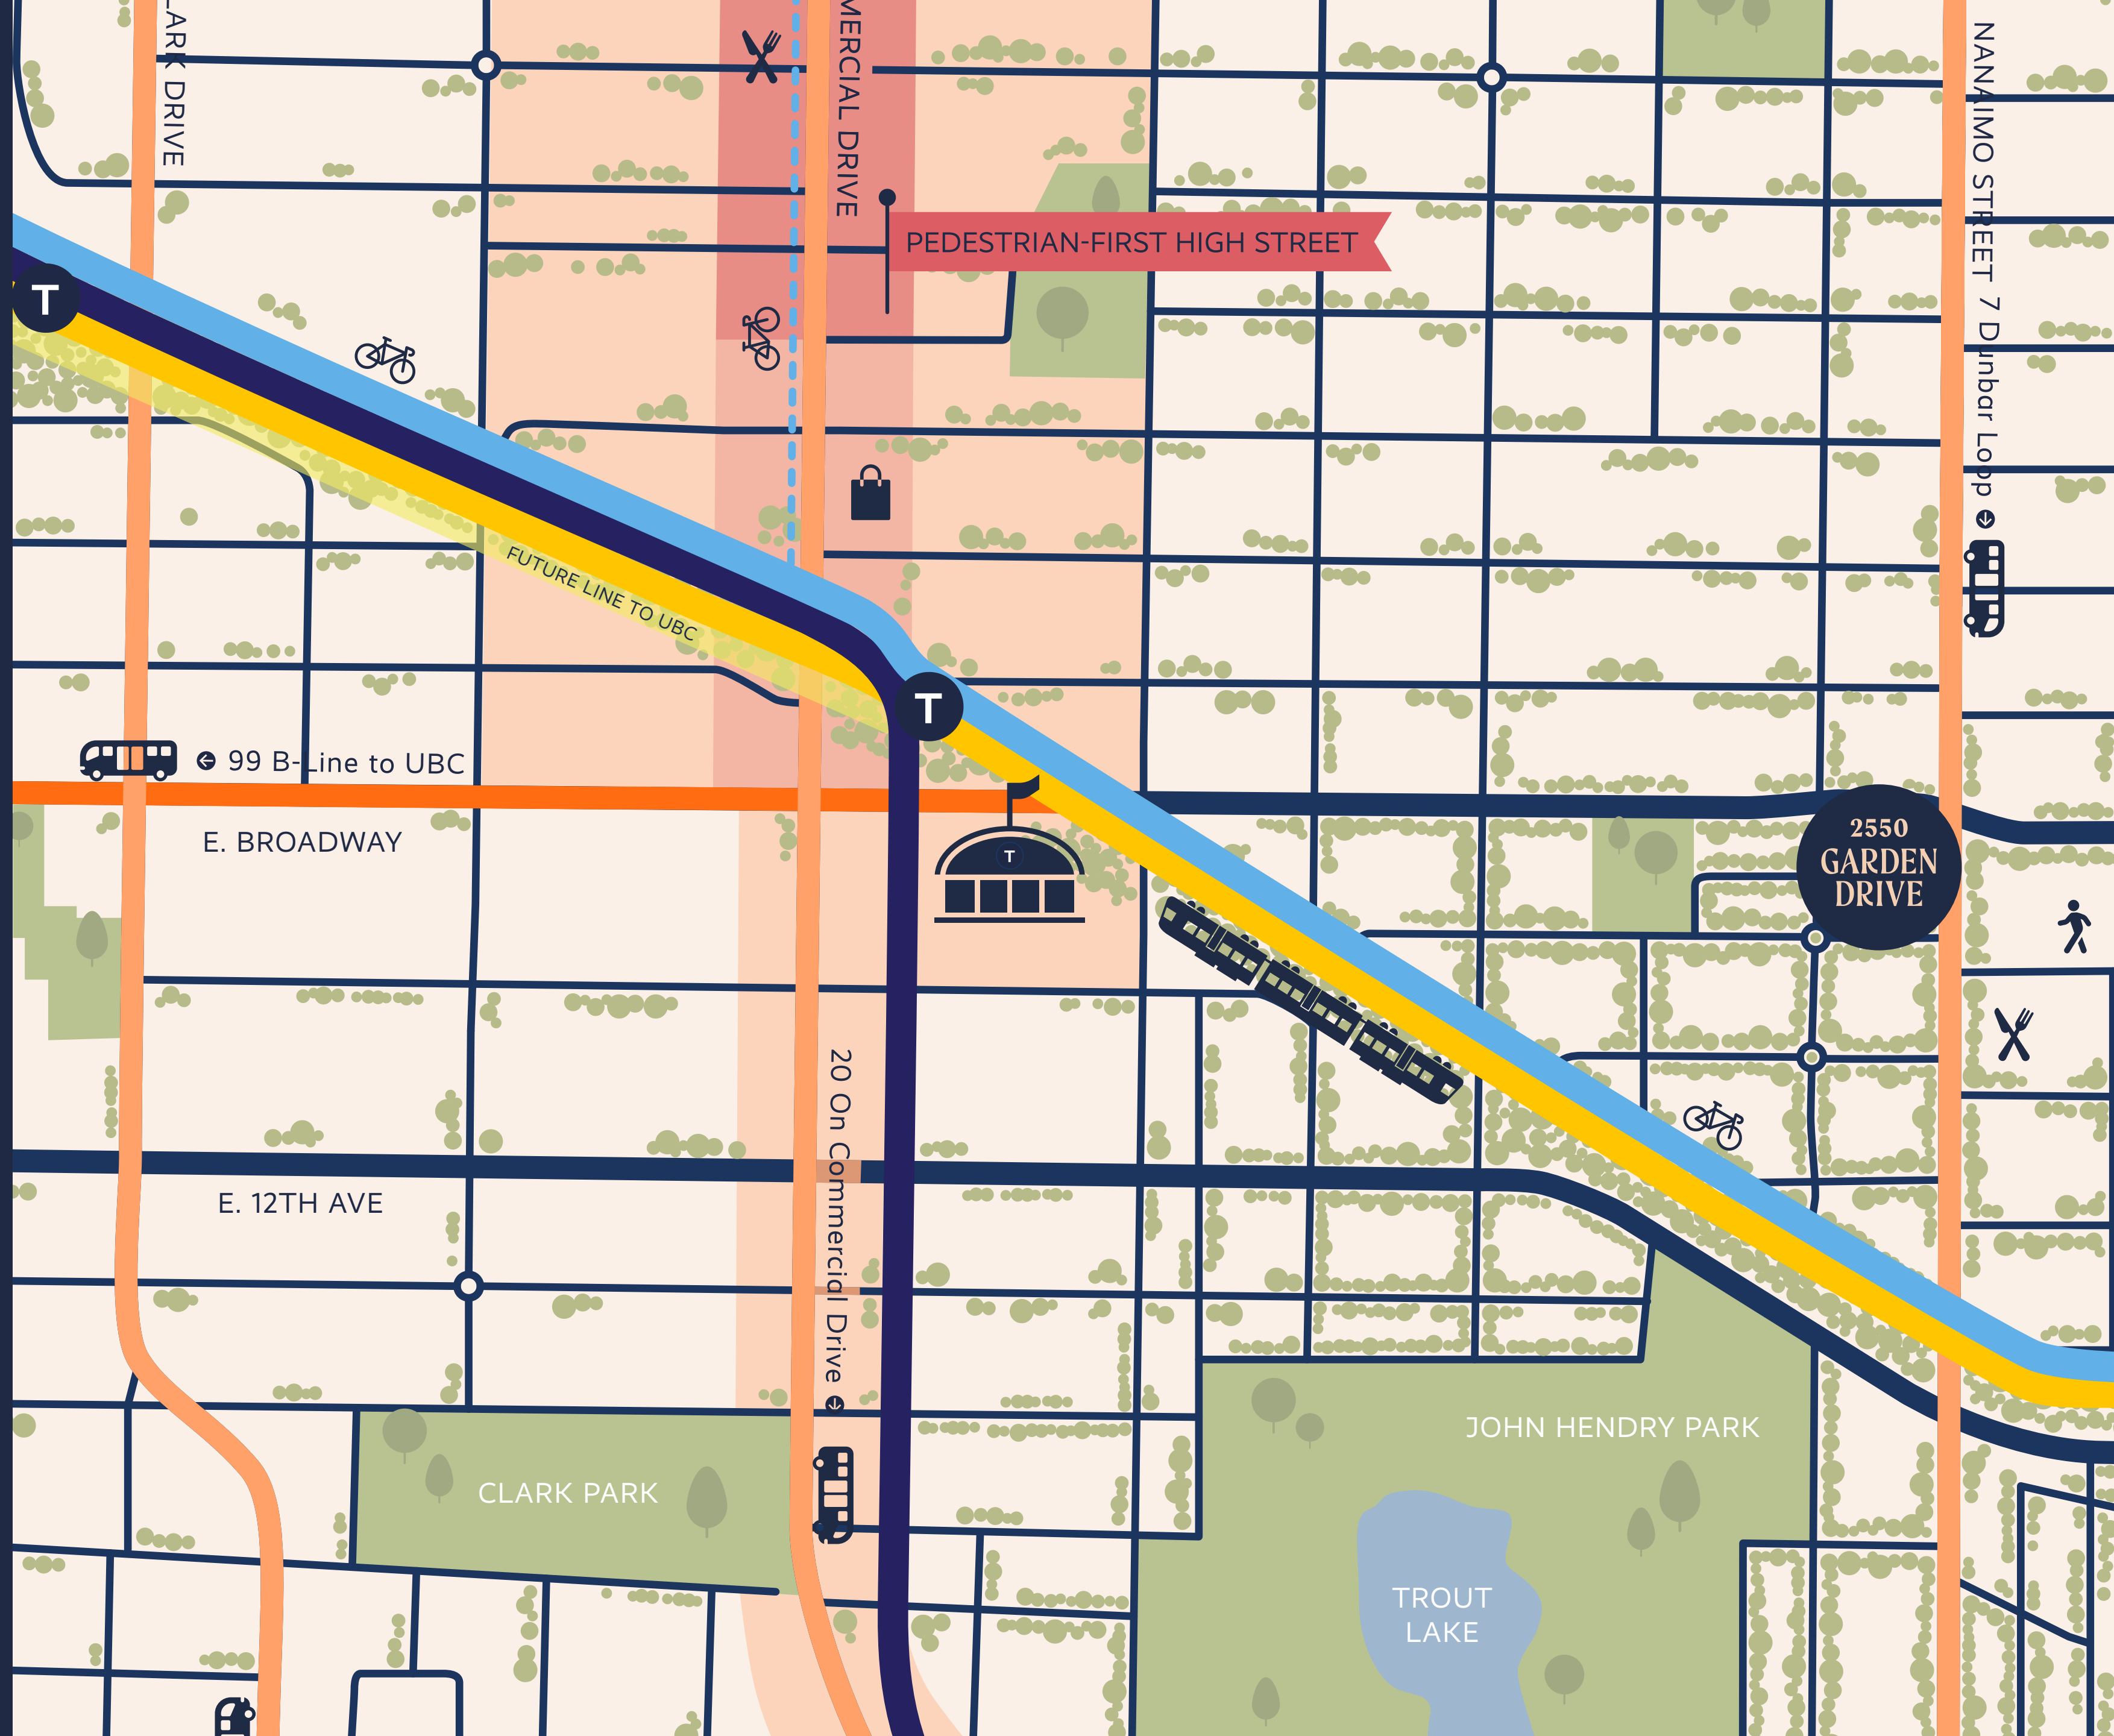 LARK DRIVE
MERCIAL DRIVE
NANAIMO STREET
7 Dunbar Loop
PEDESTRIAN-FIRST HIGH STREET
T
FUTURE LINE TO UBC
T
99 B-Line to UBC
E. BROADWAY
T
2550
GARDEN
DRIVE
20 On Commercial Drive
E. 12TH AVE
JOHN HENDRY PARK
CLARK PARK
TROUT
LAKE